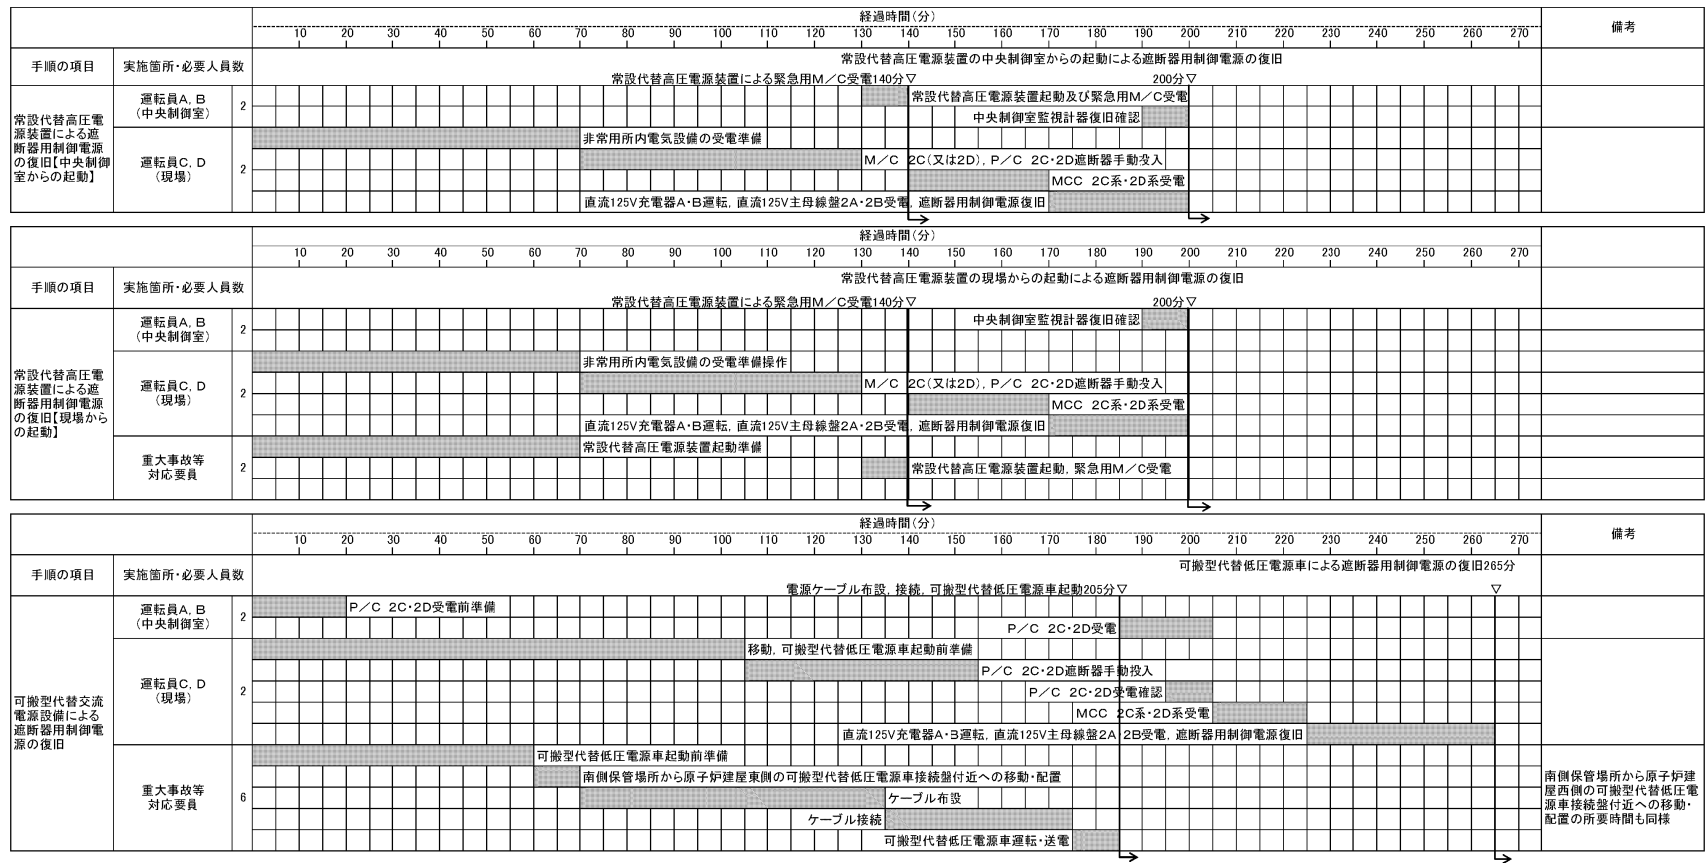 経過時間(分)
備考
10 20 30 40 50 60 70 80 90 100 110 120 130 140 150 160 170 180 190 200 210 220 230 240 250 260 270
手順の項目
実施箇所・必要人員数
常設代替高圧電源装置の中央制御室からの起動による遮断器用制御電源の復旧
常設代替高圧電源装置による緊急用M/C受電140分▽
200分▽
常設代替高圧電
源装置による遮
断器用制御電源
の復旧【中央制御
室からの起動】
運転員A, B
(中央制御室)
2
常設代替高圧電源装置起動及び緊急用M/C受電
中央制御室監視計器復旧確認
運転員C, D
(現場)
2
非常用所内電気設備の受電準備
M/C 2C(又は2D), P/C 2C・2D遮断器手動投入
MCC 2C系・2D系受電
直流125V充電器A・B運転, 直流125V主母線盤2A・2B受電, 遮断器用制御電源復旧
経過時間(分)
10 20 30 40 50 60 70 80 90 100 110 120 130 140 150 160 170 180 190 200 210 220 230 240 250 260 270
手順の項目
実施箇所・必要人員数
常設代替高圧電源装置の現場からの起動による遮断器用制御電源の復旧
常設代替高圧電源装置による緊急用M/C受電140分▽
200分▽
常設代替高圧電
源装置による遮
断器用制御電源
の復旧【現場から
の起動】
運転員A, B
(中央制御室)
2
中央制御室監視計器復旧確認
運転員C, D
(現場)
2
非常用所内電気設備の受電準備操作
M/C 2C(又は2D), P/C 2C・2D遮断器手動投入
MCC 2C系・2D系受電
直流125V充電器A・B運転, 直流125V主母線盤2A・2B受電, 遮断器用制御電源復旧
重大事故等
対応要員
2
常設代替高圧電源装置起動準備
常設代替高圧電源装置起動, 緊急用M/C受電
経過時間(分)
備考
10 20 30 40 50 60 70 80 90 100 110 120 130 140 150 160 170 180 190 200 210 220 230 240 250 260 270
手順の項目
実施箇所・必要人員数
可搬型代替低圧電源車による遮断器用制御電源の復旧265分
電源ケーブル布設, 接続, 可搬型代替低圧電源車起動205分▽
▽
可搬型代替交流
電源設備による
遮断器用制御電
源の復旧
運転員A, B
(中央制御室)
2
P/C 2C・2D受電前準備
P/C 2C・2D受電
運転員C, D
(現場)
2
移動, 可搬型代替低圧電源車起動前準備
P/C 2C・2D遮断器手動投入
P/C 2C・2D受電確認
MCC 2C系・2D系受電
直流125V充電器A・B運転, 直流125V主母線盤2A・2B受電, 遮断器用制御電源復旧
重大事故等
対応要員
6
可搬型代替低圧電源車起動前準備
南側保管場所から原子炉建屋東側の可搬型代替低圧電源車接続盤付近への移動・配置
ケーブル布設
ケーブル接続
可搬型代替低圧電源車運転・送電
南側保管場所から原子炉建
屋西側の可搬型代替低圧電
源車接続盤付近への移動・
配置の所要時間も同様